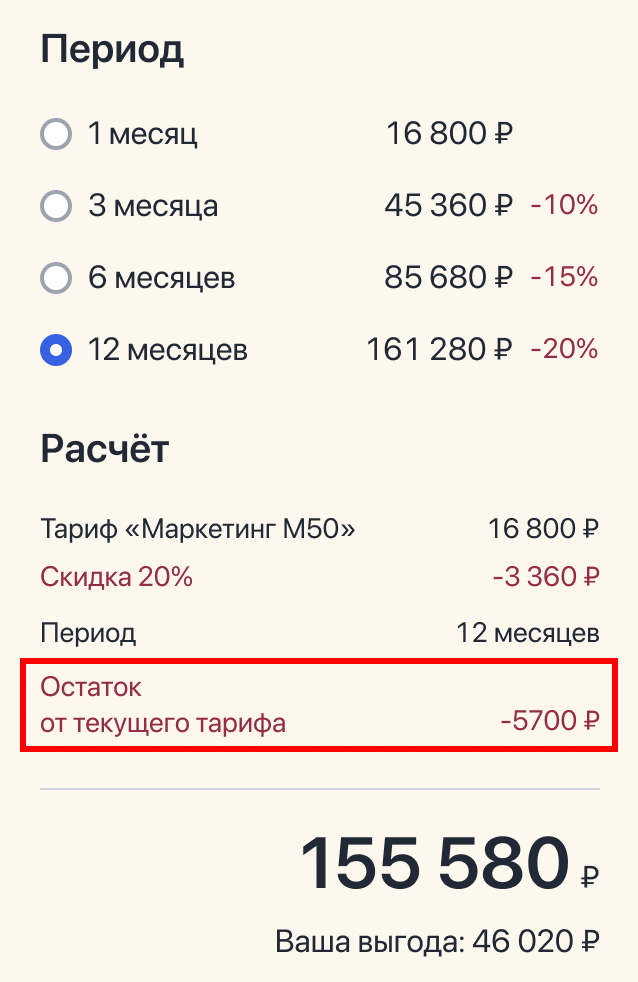 Период
1 месяц 16 800 ₽
3 месяца 45 360 ₽ -10%
6 месяцев 85 680 ₽ -15%
12 месяцев 161 280 ₽ -20%
Расчёт
Тариф «Маркетинг М50» 16 800 ₽
Скидка 20% -3 360 ₽
Период 12 месяцев
Остаток
от текущего тарифа -5700 ₽
155 580 ₽
Ваша выгода: 46 020 ₽